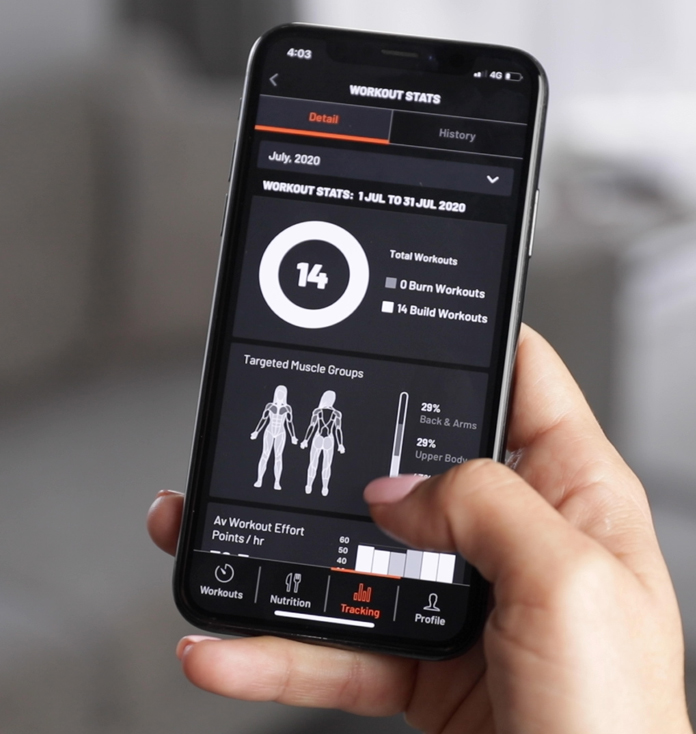 4:03
4G
WORKOUT STATS
Detail
History
July, 2020
WORKOUT STATS: 1 JUL TO 31 JUL 2020
14
Total Workouts
0 Burn Workouts
14 Build Workouts
Targeted Muscle Groups
29%
Back & Arms
29%
Upper Body
Av Workout Effort
Points / hr
60
50
40
Workouts
Nutrition
Tracking
Profile